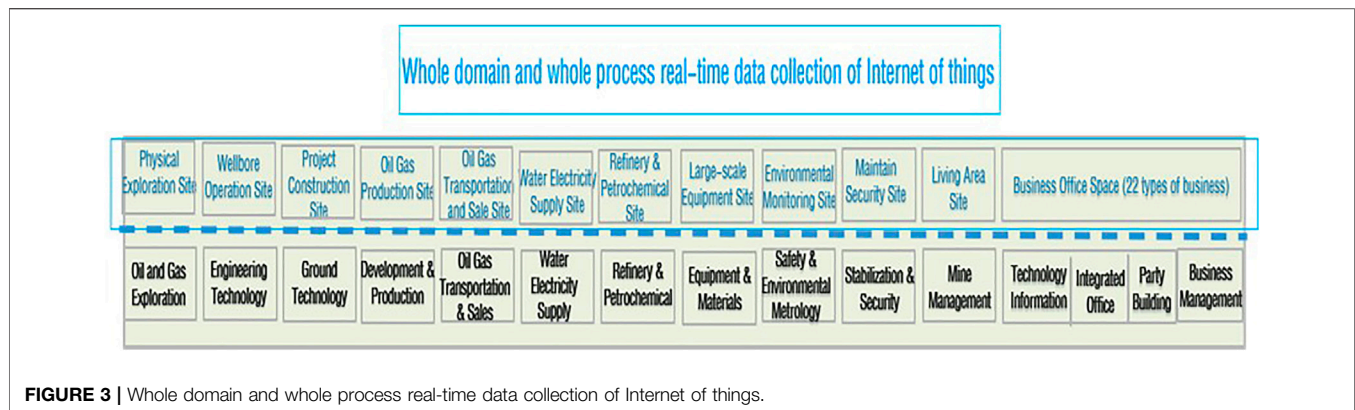 Whole domain and whole process real-time data collection of Internet of things
Physical
Exploration Site
Wellbore
Operation Site
Project
Construction
Site
Oil Gas
Production Site
Oil Gas
Transportation
and Sale Site
Water Electricity
Supply Site
Refinery &
Petrochemical
Site
Large-scale
Equipment Site
Environmental
Monitoring Site
Maintain
Security Site
Living Area
Site
Business Office Space (22 types of business)
Oil and Gas
Exploration
Engineering
Technology
Ground
Technology
Development &
Production
Oil Gas
Transportation
& Sales
Water
Electricity
Supply
Refinery &
Petrochemical
Equipment &
Materials
Safety &
Environmental
Metrology
Stabilization &
Security
Mine
Management
Technology
Information
Integrated
Office
Party
Building
Business
Management
FIGURE 3 | Whole domain and whole process real-time data collection of Internet of things.